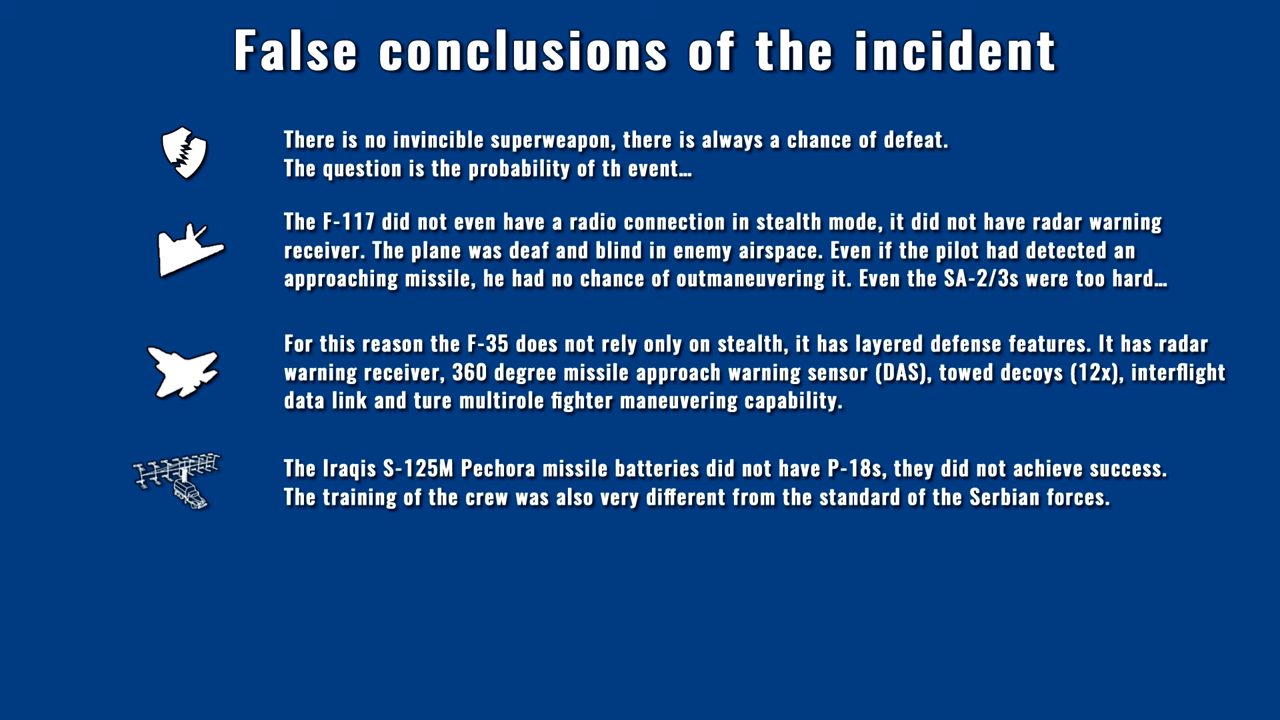 False conclusions of the incident
There is no invincible superweapon, there is always a chance of defeat.
The question is the probability of th event...
The F-117 did not even have a radio connection in stealth mode, it did not have radar warning
receiver. The plane was deaf and blind in enemy airspace. Even if the pilot had detected an
approaching missile, he had no chance of outmaneuvering it. Even the SA-2/3s were too hard...
For this reason the F-35 does not rely only on stealth, it has layered defense features. It has radar
warning receiver, 360 degree missile approach warning sensor (DAS), towed decoys (12x), interflight
data link and ture multirole fighter maneuvering capability.
The Iraqis S-125M Pechora missile batteries did not have P-18s, they did not achieve success.
The training of the crew was also very different from the standard of the Serbian forces.